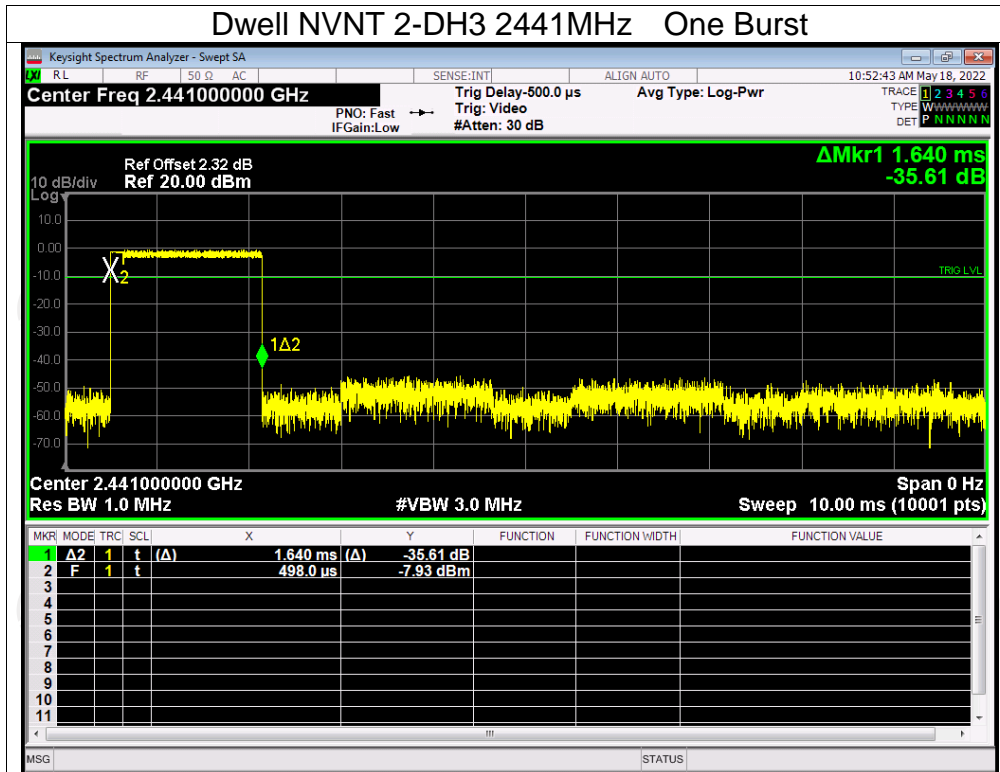 Dwell NVNT 2-DH3 2441MHz One Burst
Keysight Spectrum Analyzer - Swept SA
LXI RL RF 50 Ω AC SENSE:INT ALIGN AUTO 10:52:43 AM May 18, 2022
Center Freq 2.441000000 GHz Trig Delay-500.0 µs Avg Type: Log-Pwr TRACE 1 2 3 4 5 6
PNO: Fast Trig: Video TYPE WWWWWW
IFGain:Low #Atten: 30 dB DET P N N N N N
ΔMkr1 1.640 ms
-35.61 dB
Ref Offset 2.32 dB
10 dB/div Ref 20.00 dBm
Log
10.0
0.00
-10.0
X2
TRIG LVL
-20.0
-30.0
1Δ2
-40.0
-50.0
-60.0
-70.0
Center 2.441000000 GHz Span 0 Hz
Res BW 1.0 MHz #VBW 3.0 MHz Sweep 10.00 ms (10001 pts)
MKR MODE TRC SCL X Y FUNCTION FUNCTION WIDTH FUNCTION VALUE
1 Δ2 1 t (Δ) 1.640 ms (Δ) -35.61 dB
2 F 1 t 498.0 µs -7.93 dBm
3
4
5
6
7
8
9
10
11
MSG STATUS